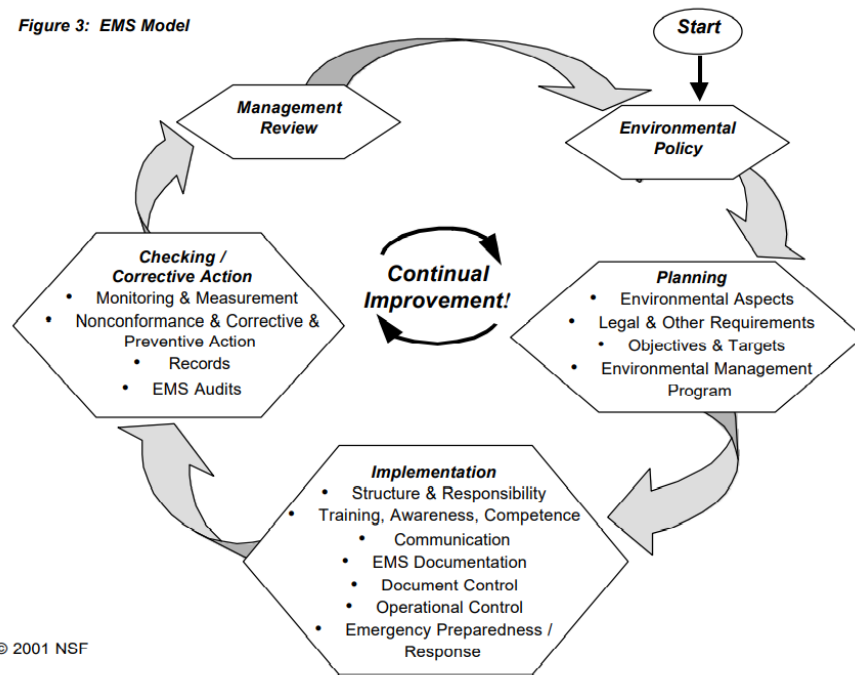 Figure 3: EMS Model
Start
Management
Review
Environmental
Policy
Checking /
Corrective Action
• Monitoring & Measurement
• Nonconformance & Corrective &
Preventive Action
• Records
• EMS Audits
Continual
Improvement!
Planning
• Environmental Aspects
• Legal & Other Requirements
• Objectives & Targets
• Environmental Management
Program
Implementation
• Structure & Responsibility
• Training, Awareness, Competence
• Communication
• EMS Documentation
• Document Control
• Operational Control
• Emergency Preparedness /
Response
© 2001 NSF